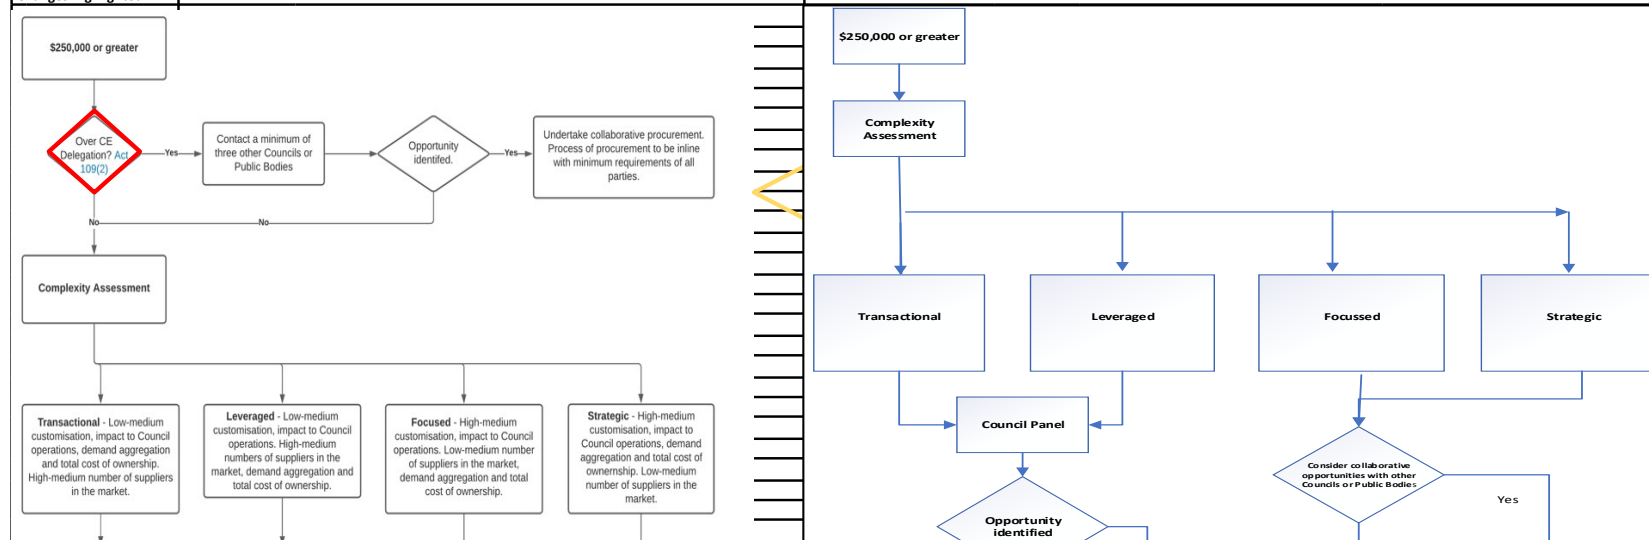 $250,000 or greater
Over CE
Delegation? Act
109(2)
Yes
Contact a minimum of
three other Councils or
Public Bodies
Opportunity
identifed.
Yes
Undertake collaborative procurement.
Process of procurement to be inline
with minimum requirements of all
parties.
No
No
Complexity Assessment
Transactional - Low-medium
customisation, impact to Council
operations, demand aggregation
and total cost of ownership.
High-medium number of suppliers
in the market.
Leveraged - Low-medium
customisation, impact to Council
operations. High-medium
numbers of suppliers in the
market, demand aggregation and
total cost of ownership.
Focused - High-medium
customisation, impact to Council
operations. Low-medium number
of suppliers in the market,
demand aggregation and total
cost of ownership.
Strategic - High-medium
customisation, impact to
Council operations, demand
aggregation and total cost of
ownership. Low-medium
number of suppliers in the
market.
$250,000 or greater
Complexity
Assessment
Transactional
Leveraged
Focussed
Strategic
Council Panel
Opportunity
identified
Consider collaborative
opportunities with other
Councils or Public Bodies
Yes